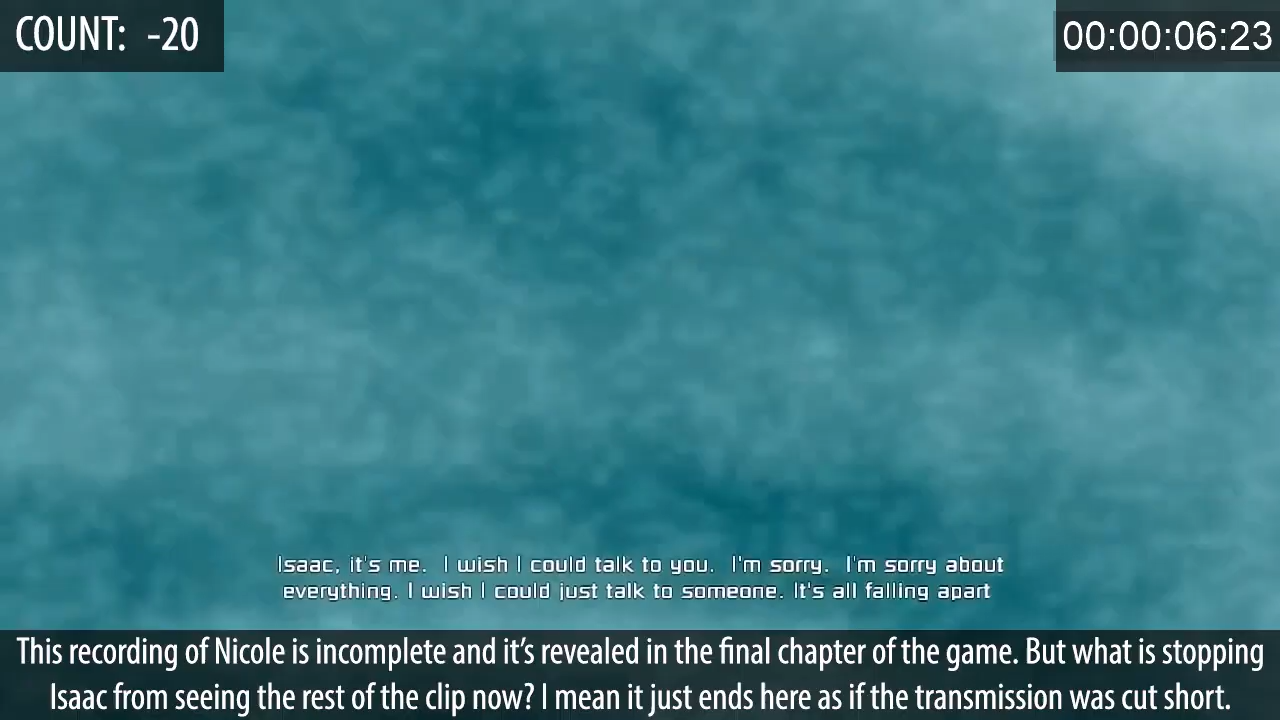 COUNT: -20
00:00:06:23
Isaac, it's me. I wish I could talk to you. I'm sorry. I'm sorry about
everything. I wish I could just talk to someone. It's all falling apart
This recording of Nicole is incomplete and it's revealed in the final chapter of the game. But what is stopping
Isaac from seeing the rest of the clip now? I mean it just ends here as if the transmission was cut short.